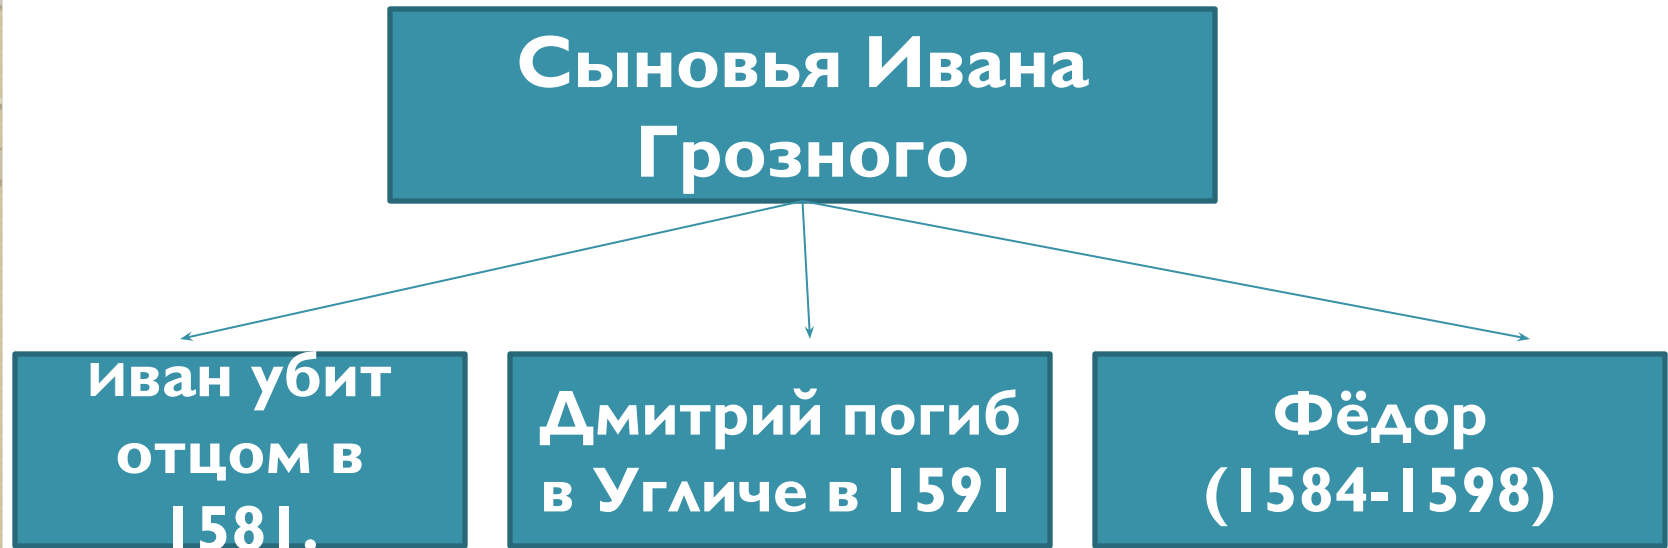 Сыновья Ивана
Грозного
Иван убит
отцом в
1581.
Дмитрий погиб
в Угличе в 1591
Фёдор
(1584-1598)